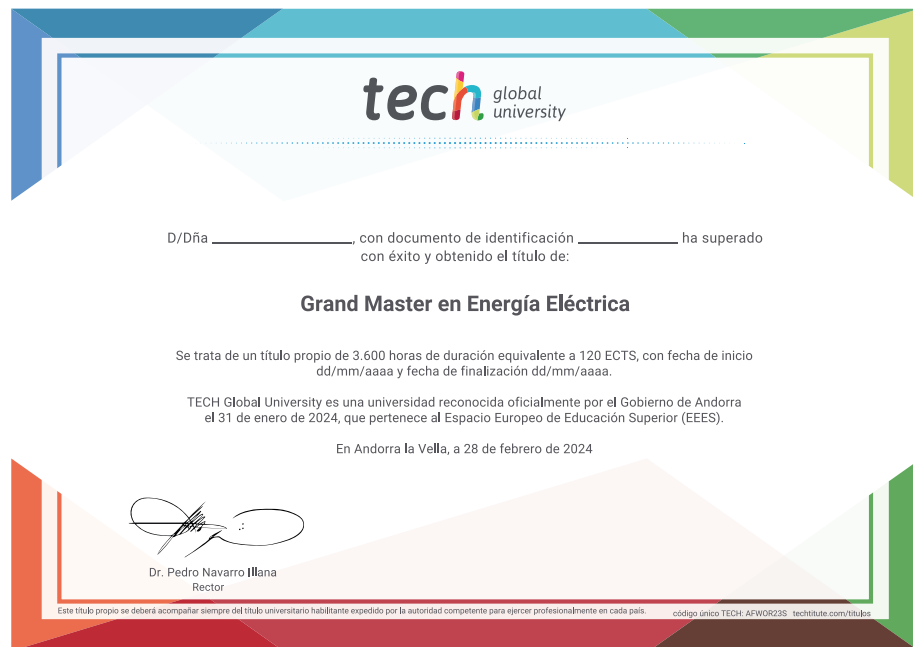 tech global university
D/Dña ____________________, con documento de identificación ______________ ha superado
con éxito y obtenido el título de:
Grand Master en Energía Eléctrica
Se trata de un título propio de 3.600 horas de duración equivalente a 120 ECTS, con fecha de inicio
dd/mm/aaaa y fecha de finalización dd/mm/aaaa.
TECH Global University es una universidad reconocida oficialmente por el Gobierno de Andorra
el 31 de enero de 2024, que pertenece al Espacio Europeo de Educación Superior (EEES).
En Andorra la Vella, a 28 de febrero de 2024
Dr. Pedro Navarro Illana
Rector
Este título propio se deberá acompañar siempre del título universitario habilitante expedido por la autoridad competente para ejercer profesionalmente en cada país.
código único TECH: AFWOR23S techtitute.com/titulos